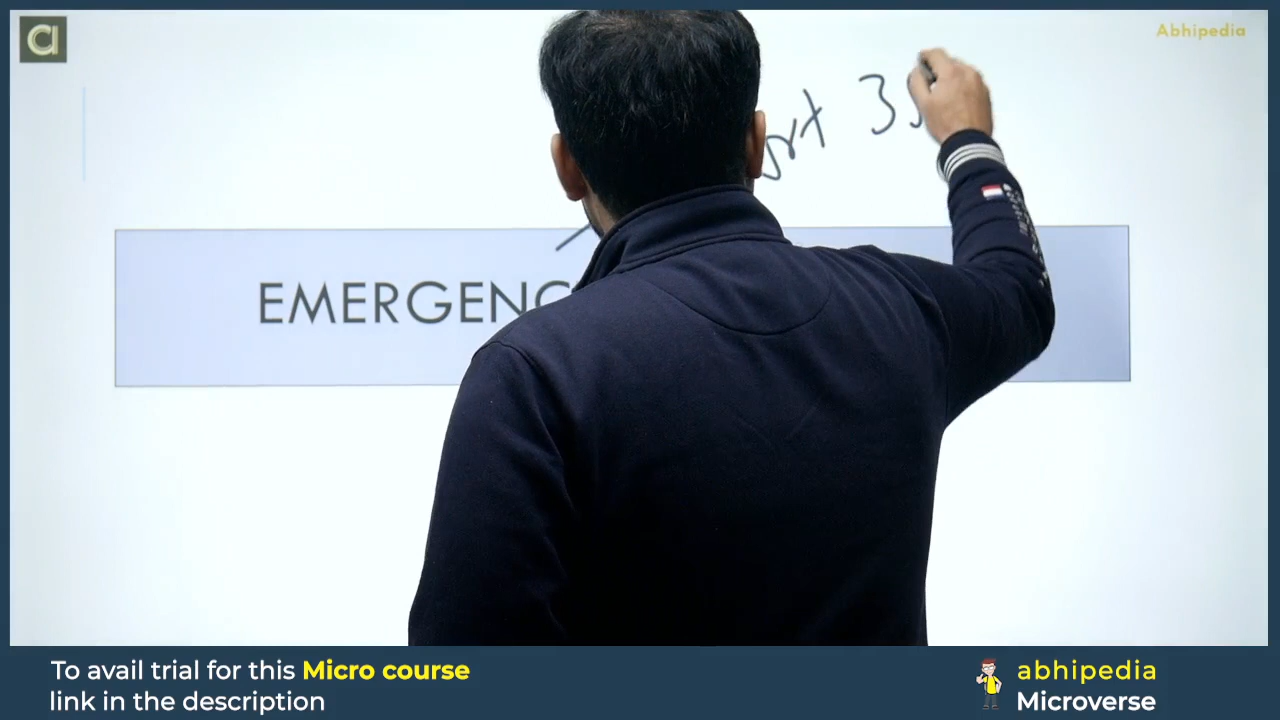 Abhipedia
EMERGENC
To avail trial for this Micro course
link in the description
abhipedia
Microverse